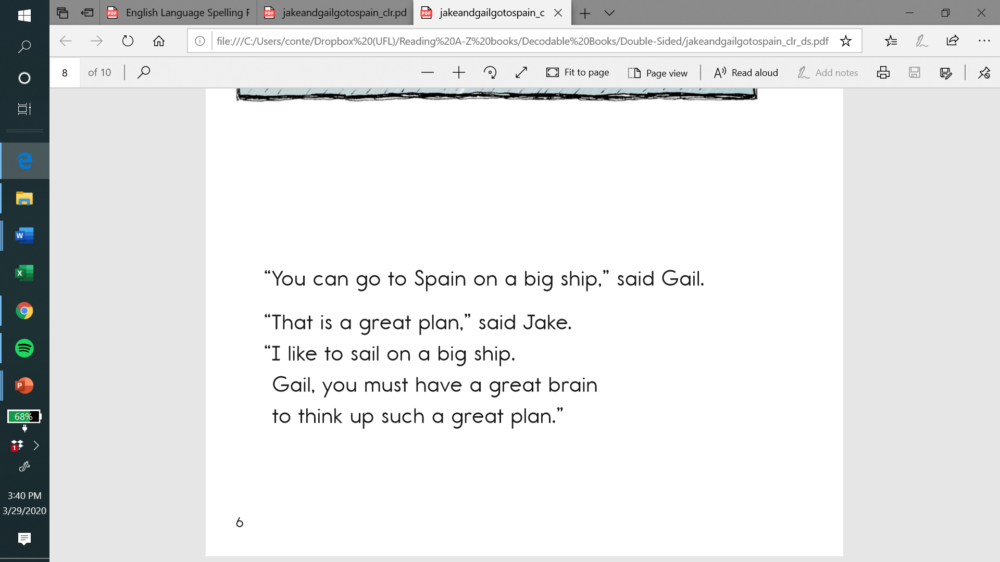 English Language Spelling F
jakeandgailgotospain_clr.pd
jakeandgailgotospain_c
file:///C:/Users/conte/Dropbox%20(UFL)/Reading%20A-Z%20books/Decodable%20Books/Double-Sided/jakeandgailgotospain_clr_ds.pdf
8 of 10
Fit to page
Page view
Read aloud
Add notes
“You can go to Spain on a big ship,” said Gail.
“That is a great plan,” said Jake.
“I like to sail on a big ship.
Gail, you must have a great brain
to think up such a great plan.”
6
68%
1
3:40 PM
3/29/2020